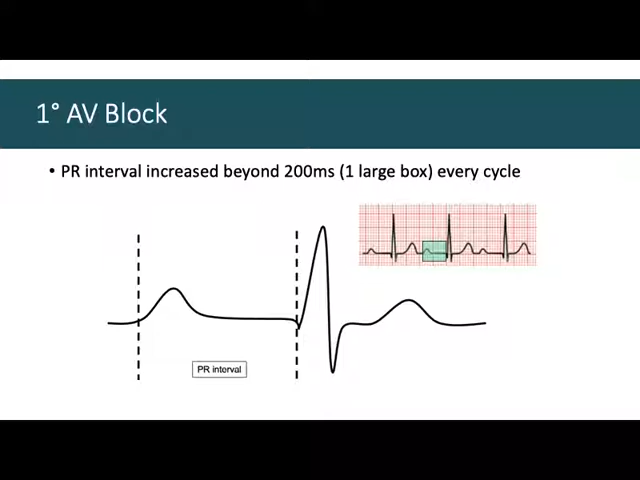 1° AV Block
• PR interval increased beyond 200ms (1 large box) every cycle
PR interval